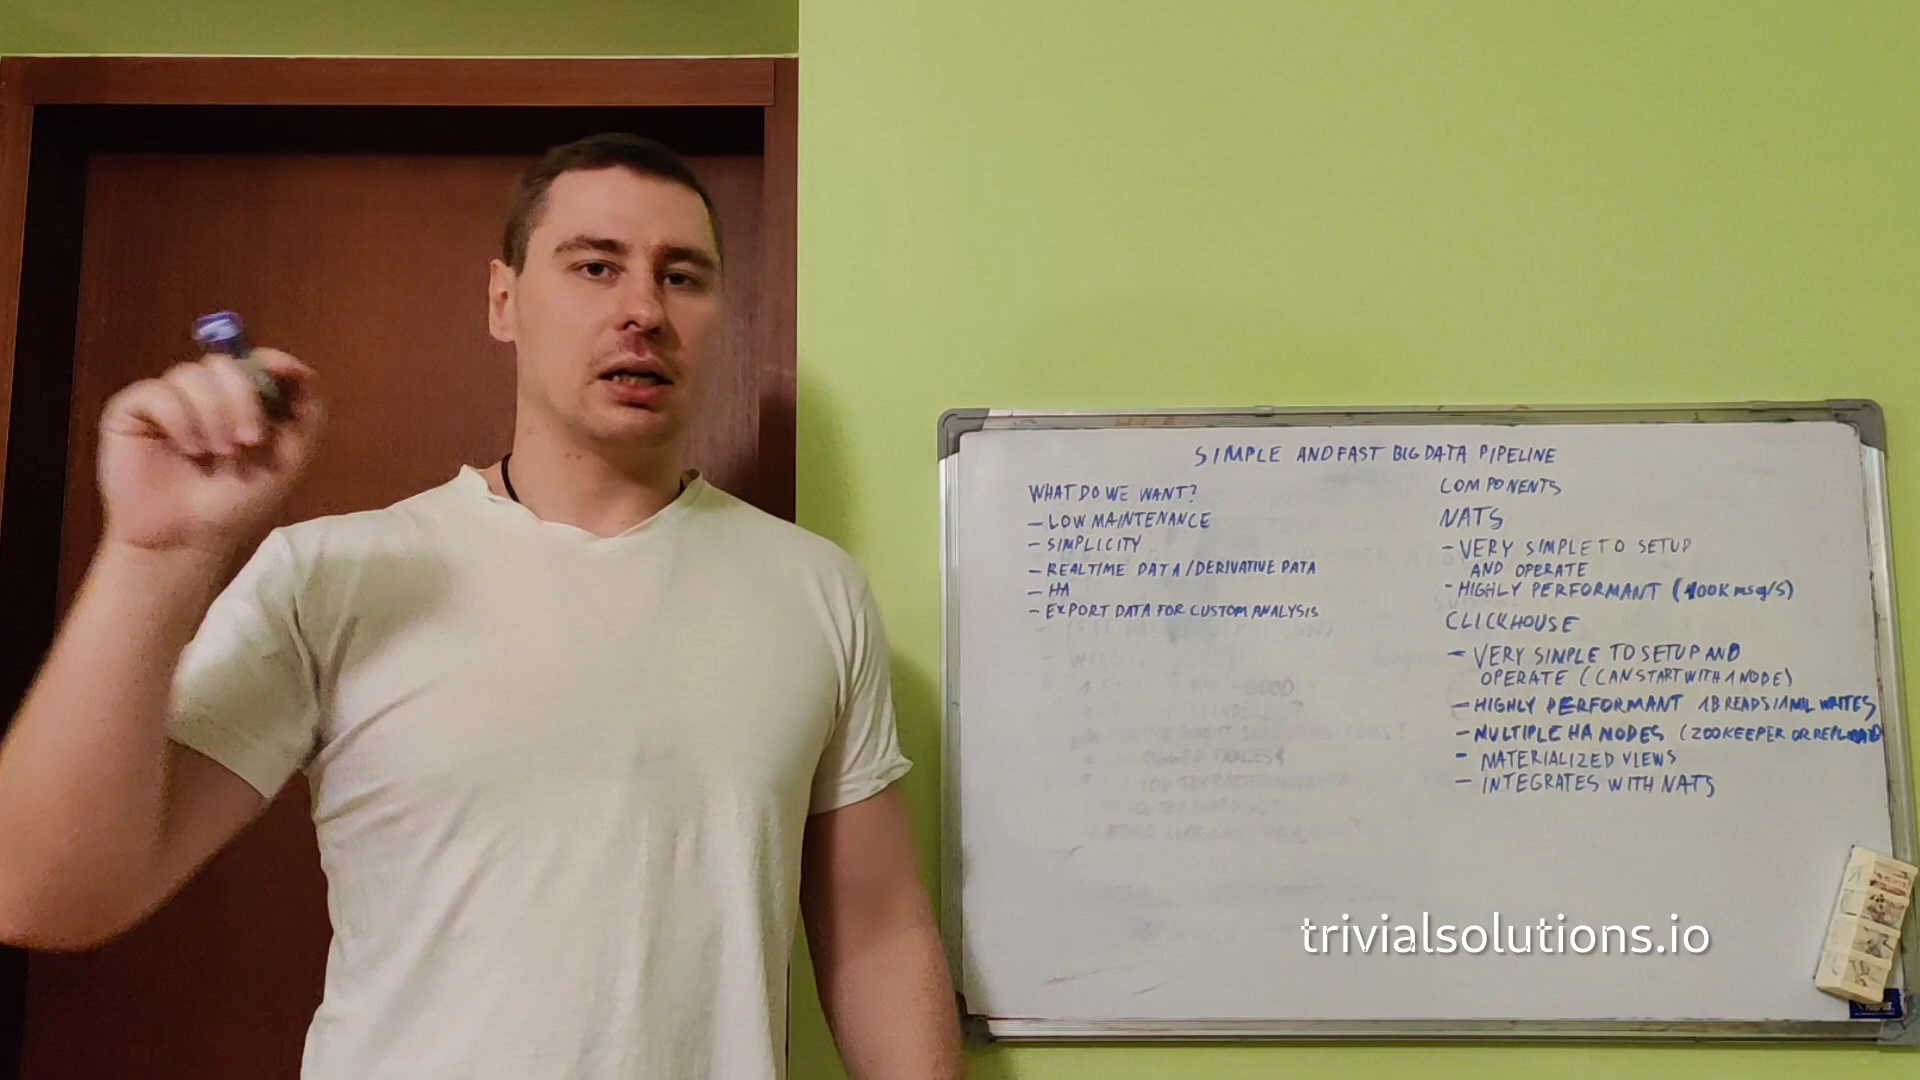 SIMPLE AND FAST BIG DATA PIPELINE
WHAT DO WE WANT?
- LOW MAINTENANCE
- SIMPLICITY
- REALTIME DATA/DERIVATIVE DATA
- HA
- EXPORT DATA FOR CUSTOM ANALYSIS
COMPONENTS
NATS
- VERY SIMPLE TO SETUP
AND OPERATE
- HIGHLY PERFORMANT (400K msg/S)
CLICKHOUSE
- VERY SIMPLE TO SETUP AND
OPERATE (CAN START WITH 1 NODE)
- HIGHLY PERFORMANT 1B READS/1MIL WRITES
- MULTIPLE HA NODES (ZOOKEEPER OR
- MATERIALIZED VIEWS
- INTEGRATES WITH NATS
trivialsolutions.io